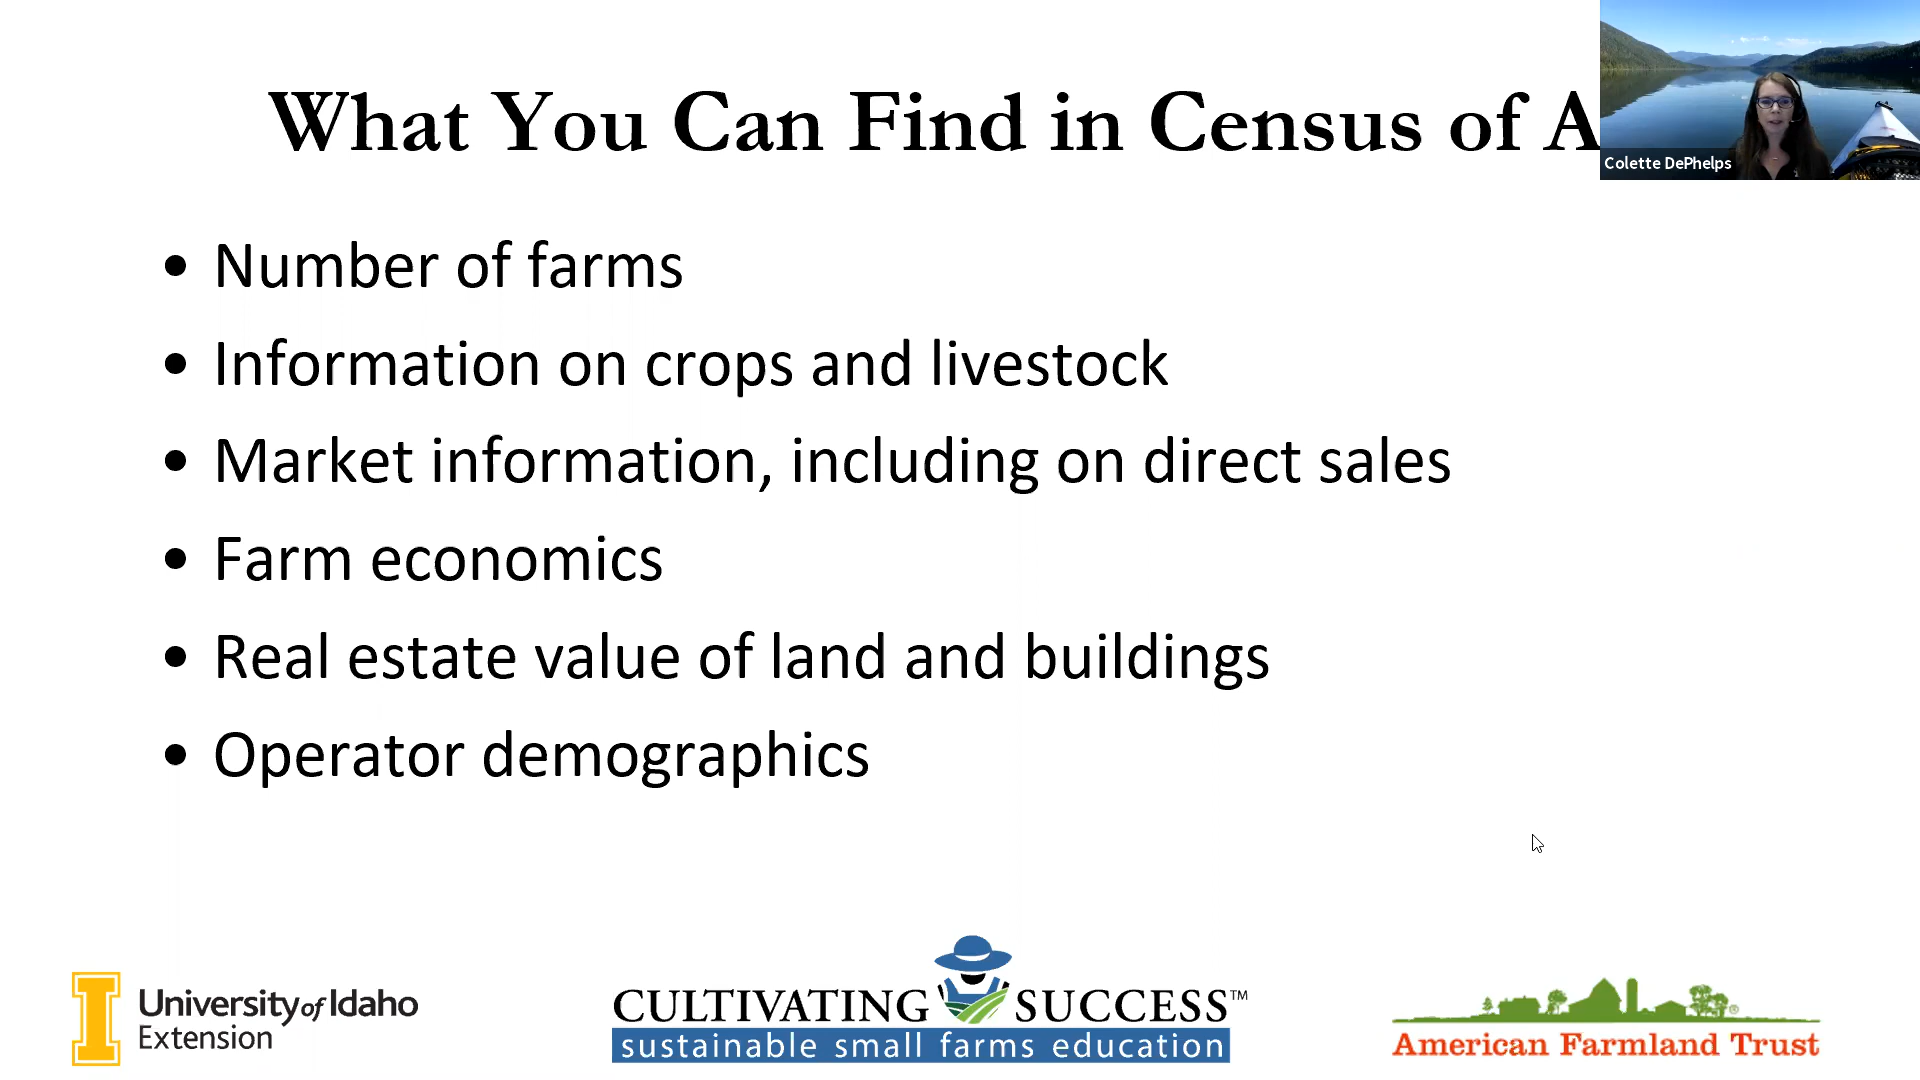 What You Can Find in Census of A
Colette DePhelps
• Number of farms
• Information on crops and livestock
• Market information, including on direct sales
• Farm economics
• Real estate value of land and buildings
• Operator demographics
University of Idaho
Extension
CULTIVATING SUCCESS™
sustainable small farms education
American Farmland Trust